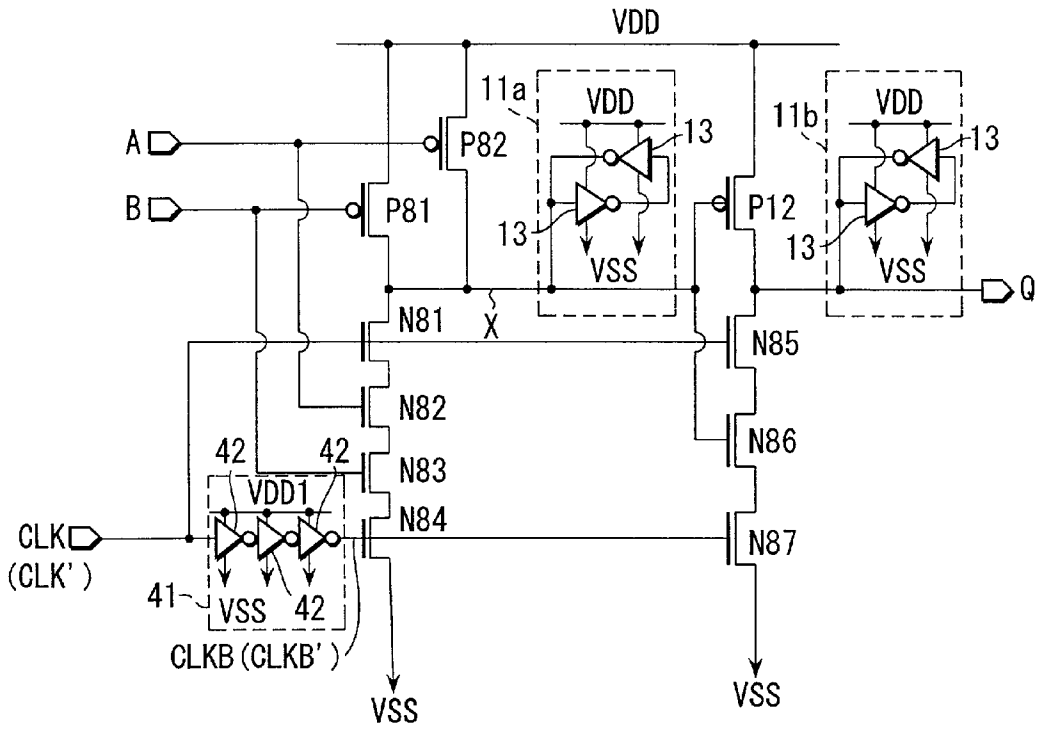 VDD
11a
VDD
13
11b
VDD
13
A
P82
B
P81
P12
13
VSS
13
VSS
Q
N81
X
N85
N82
N86
42
42
N83
VDD1
N84
CLK
(CLK')
N87
41
VSS
42
CLKB(CLKB')
VSS
VSS